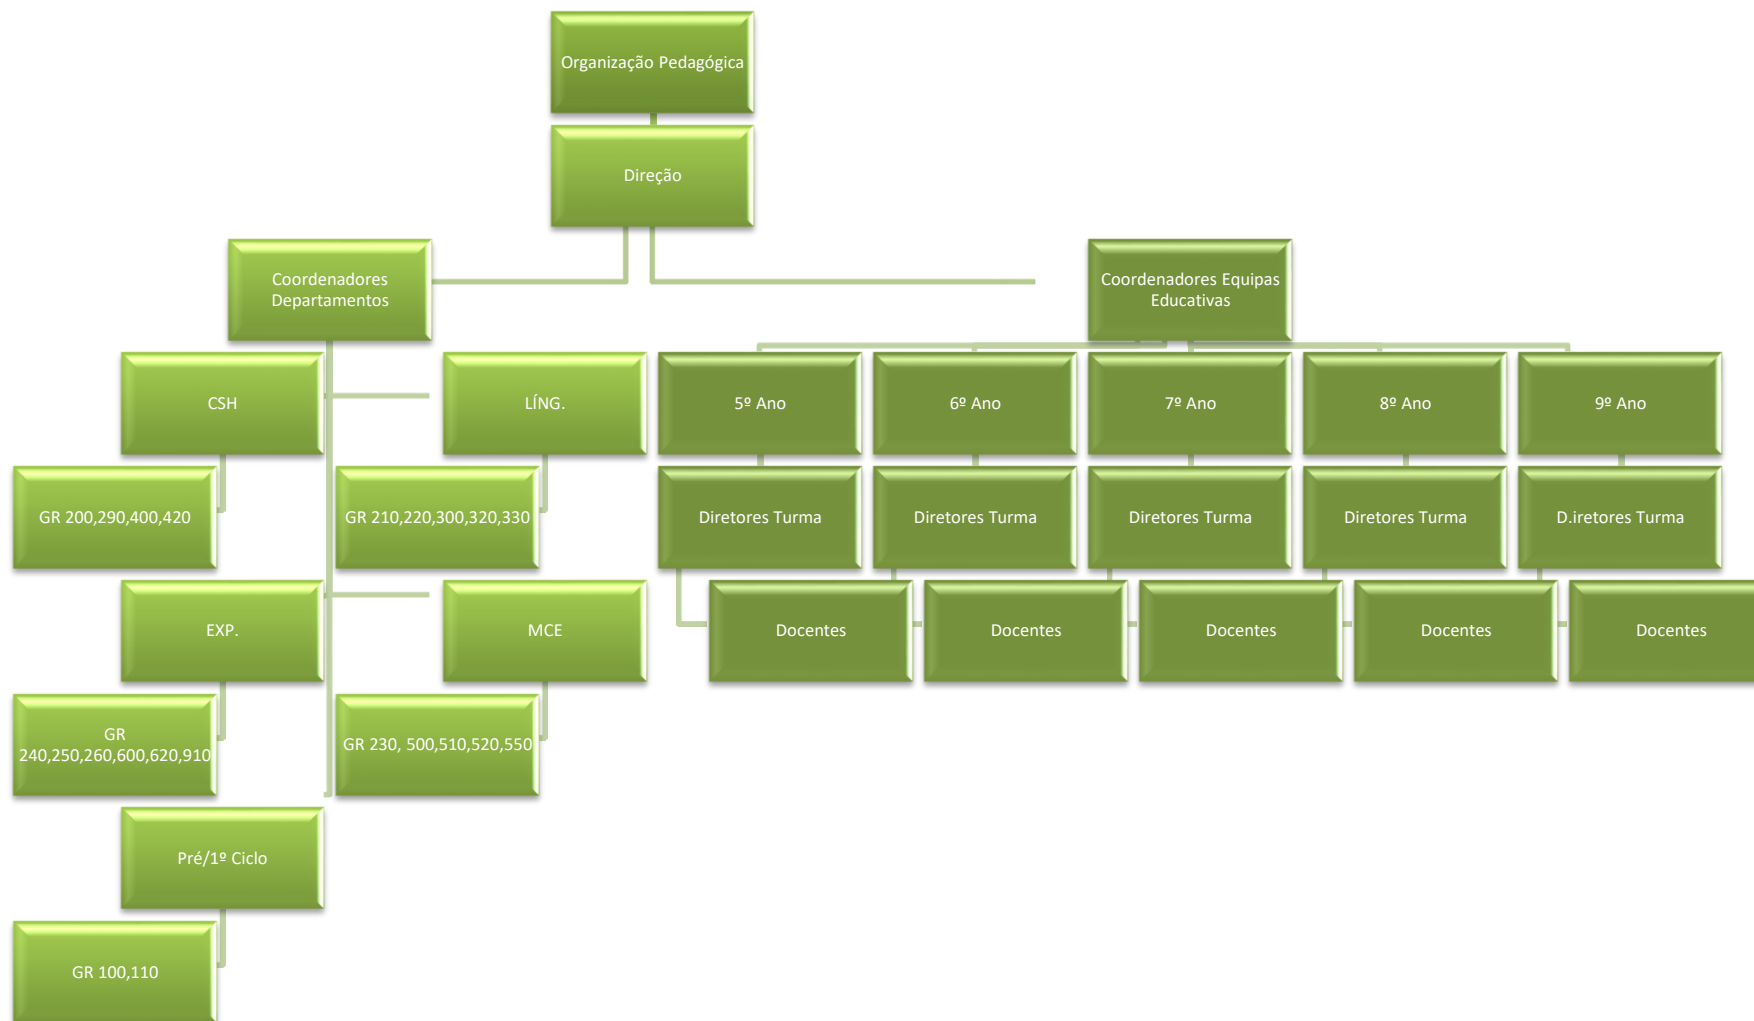 Organização Pedagógica
Direção
Coordenadores
Departamentos
Coordenadores Equipas
Educativas
CSH
LÍNG.
5º Ano
6º Ano
7º Ano
8º Ano
9º Ano
GR 200,290,400,420
GR 210,220,300,320,330
Diretores Turma
Diretores Turma
Diretores Turma
Diretores Turma
D.iretores Turma
EXP.
MCE
Docentes
Docentes
Docentes
Docentes
Docentes
GR
240,250,260,600,620,910
GR 230, 500,510,520,550
Pré/1º Ciclo
GR 100,110